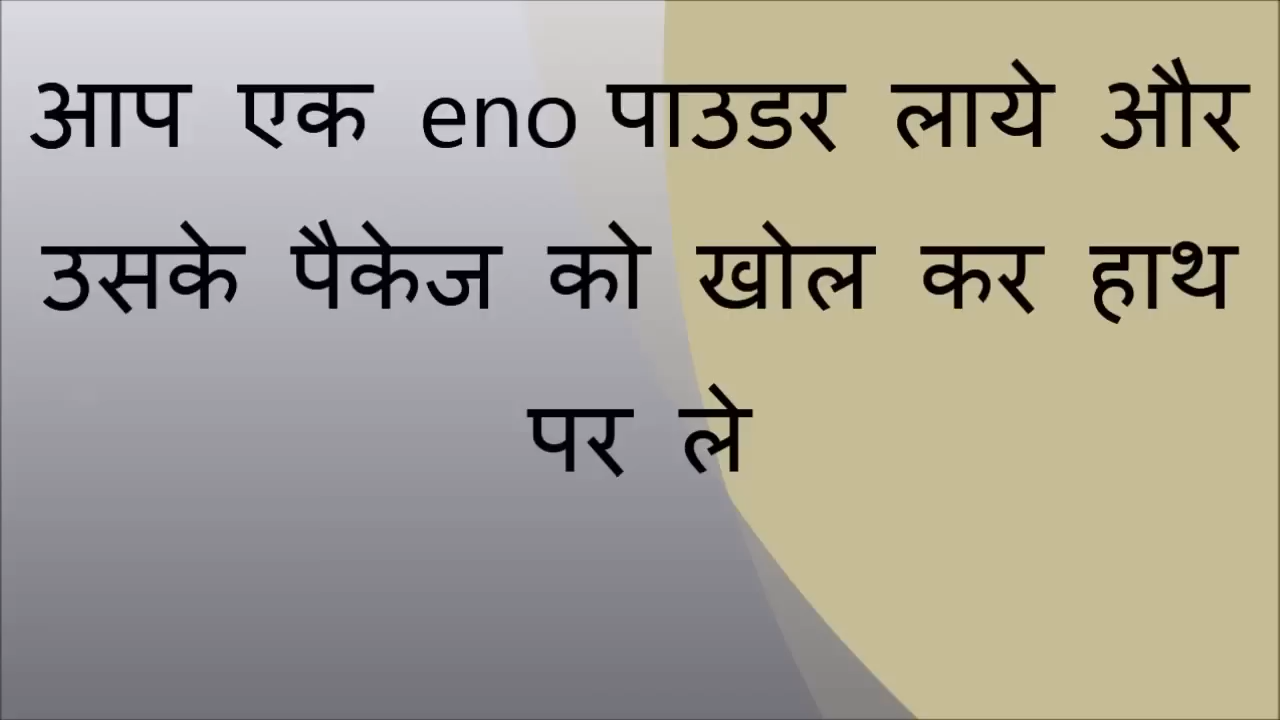 आप एक eno पाउडर लाये और
उसके पैकेज को खोल कर हाथ
पर ले